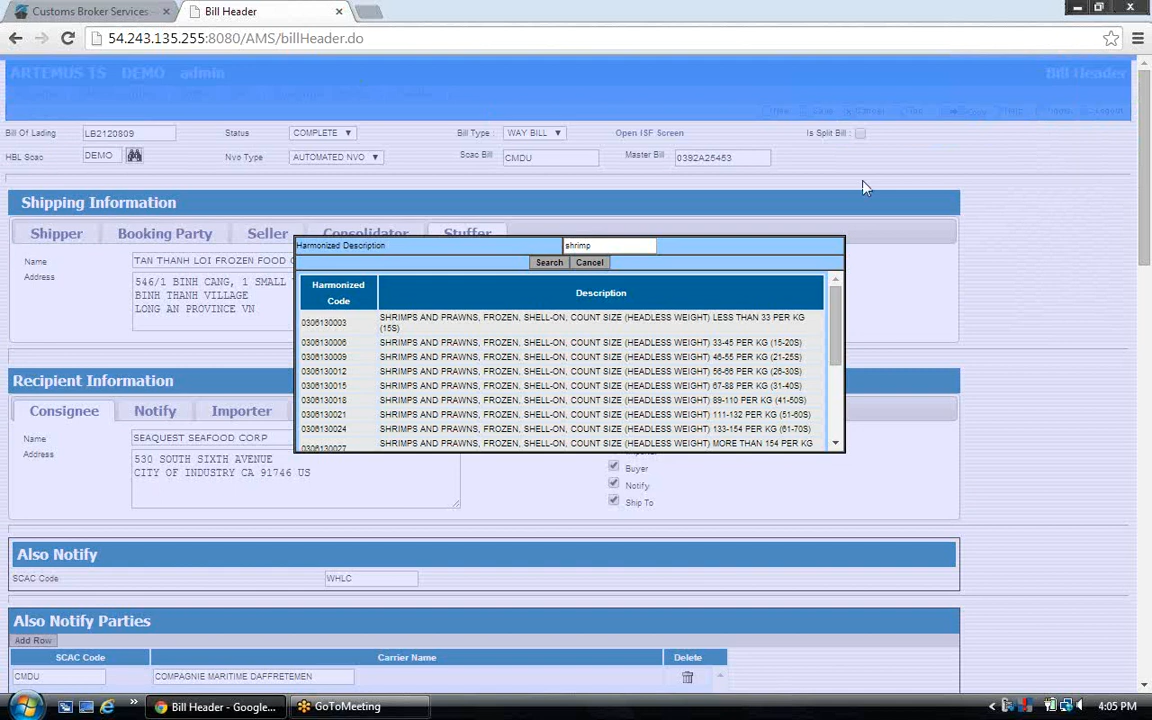 Customs Broker Services
Bill Header
54.243.135.255:8080/AMS/billHeader.do
ARTEMUS TS DEMO admin
Bill Header
Bill Of Lading LB2120809 Status COMPLETE Bill Type : WAY BILL Open ISF Screen Is Split Bill :
HBL Scac DEMO Nvo Type AUTOMATED NVO Scac Bill CMDU Master Bill 0392A25453
Shipping Information
Shipper Booking Party Seller Consolidator Stuffer
Name TAN THANH LOI FROZEN FOOD
Address 546/1 BINH CANG, 1 SMALL
BINH THANH VILLAGE
LONG AN PROVINCE VN
Harmonized Description shrimp
Search Cancel
Harmonized Code Description
0306130003 SHRIMPS AND PRAWNS, FROZEN, SHELL-ON, COUNT SIZE (HEADLESS WEIGHT) LESS THAN 33 PER KG
(15S)
0306130006 SHRIMPS AND PRAWNS, FROZEN, SHELL-ON, COUNT SIZE (HEADLESS WEIGHT) 33-45 PER KG (15-20S)
0306130009 SHRIMPS AND PRAWNS, FROZEN, SHELL-ON, COUNT SIZE (HEADLESS WEIGHT) 46-55 PER KG (21-25S)
0306130012 SHRIMPS AND PRAWNS, FROZEN, SHELL-ON, COUNT SIZE (HEADLESS WEIGHT) 56-66 PER KG (26-30S)
0306130015 SHRIMPS AND PRAWNS, FROZEN, SHELL-ON, COUNT SIZE (HEADLESS WEIGHT) 67-88 PER KG (31-40S)
0306130018 SHRIMPS AND PRAWNS, FROZEN, SHELL-ON, COUNT SIZE (HEADLESS WEIGHT) 89-110 PER KG (41-50S)
0306130021 SHRIMPS AND PRAWNS, FROZEN, SHELL-ON, COUNT SIZE (HEADLESS WEIGHT) 111-132 PER KG (51-60S)
0306130024 SHRIMPS AND PRAWNS, FROZEN, SHELL-ON, COUNT SIZE (HEADLESS WEIGHT) 133-154 PER KG (61-70S)
0306130027 SHRIMPS AND PRAWNS, FROZEN, SHELL-ON, COUNT SIZE (HEADLESS WEIGHT) MORE THAN 154 PER KG
Recipient Information
Consignee Notify Importer
Name SEAQUEST SEAFOOD CORP
Address 530 SOUTH SIXTH AVENUE
CITY OF INDUSTRY CA 91746 US
Buyer
Notify
Ship To
Also Notify
SCAC Code WHLC
Also Notify Parties
Add Row
SCAC Code Carrier Name Delete
CMDU COMPAGNIE MARITIME DAFFRETEMEN
Bill Header - Google...
GoToMeeting
4:05 PM